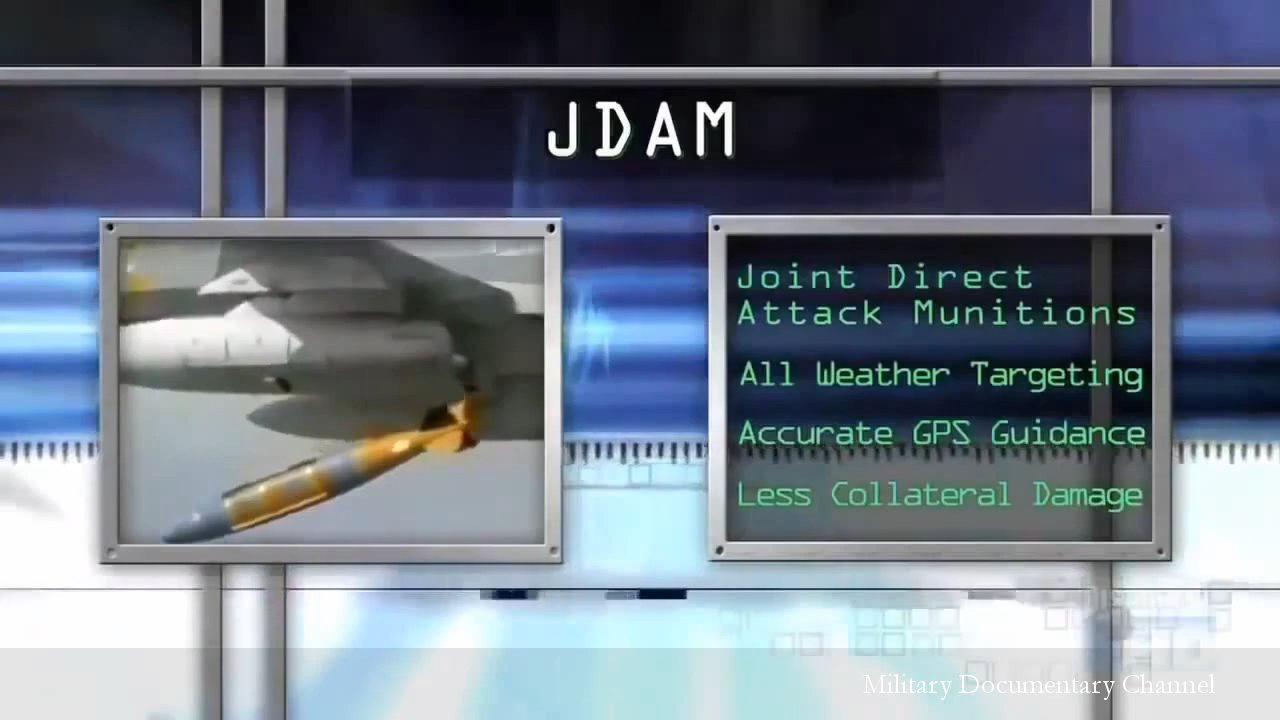 JDAM
Joint Direct
Attack Munitions
All Weather Targeting
Accurate GPS Guidance
Less Collateral Damage
Military Documentary Channel